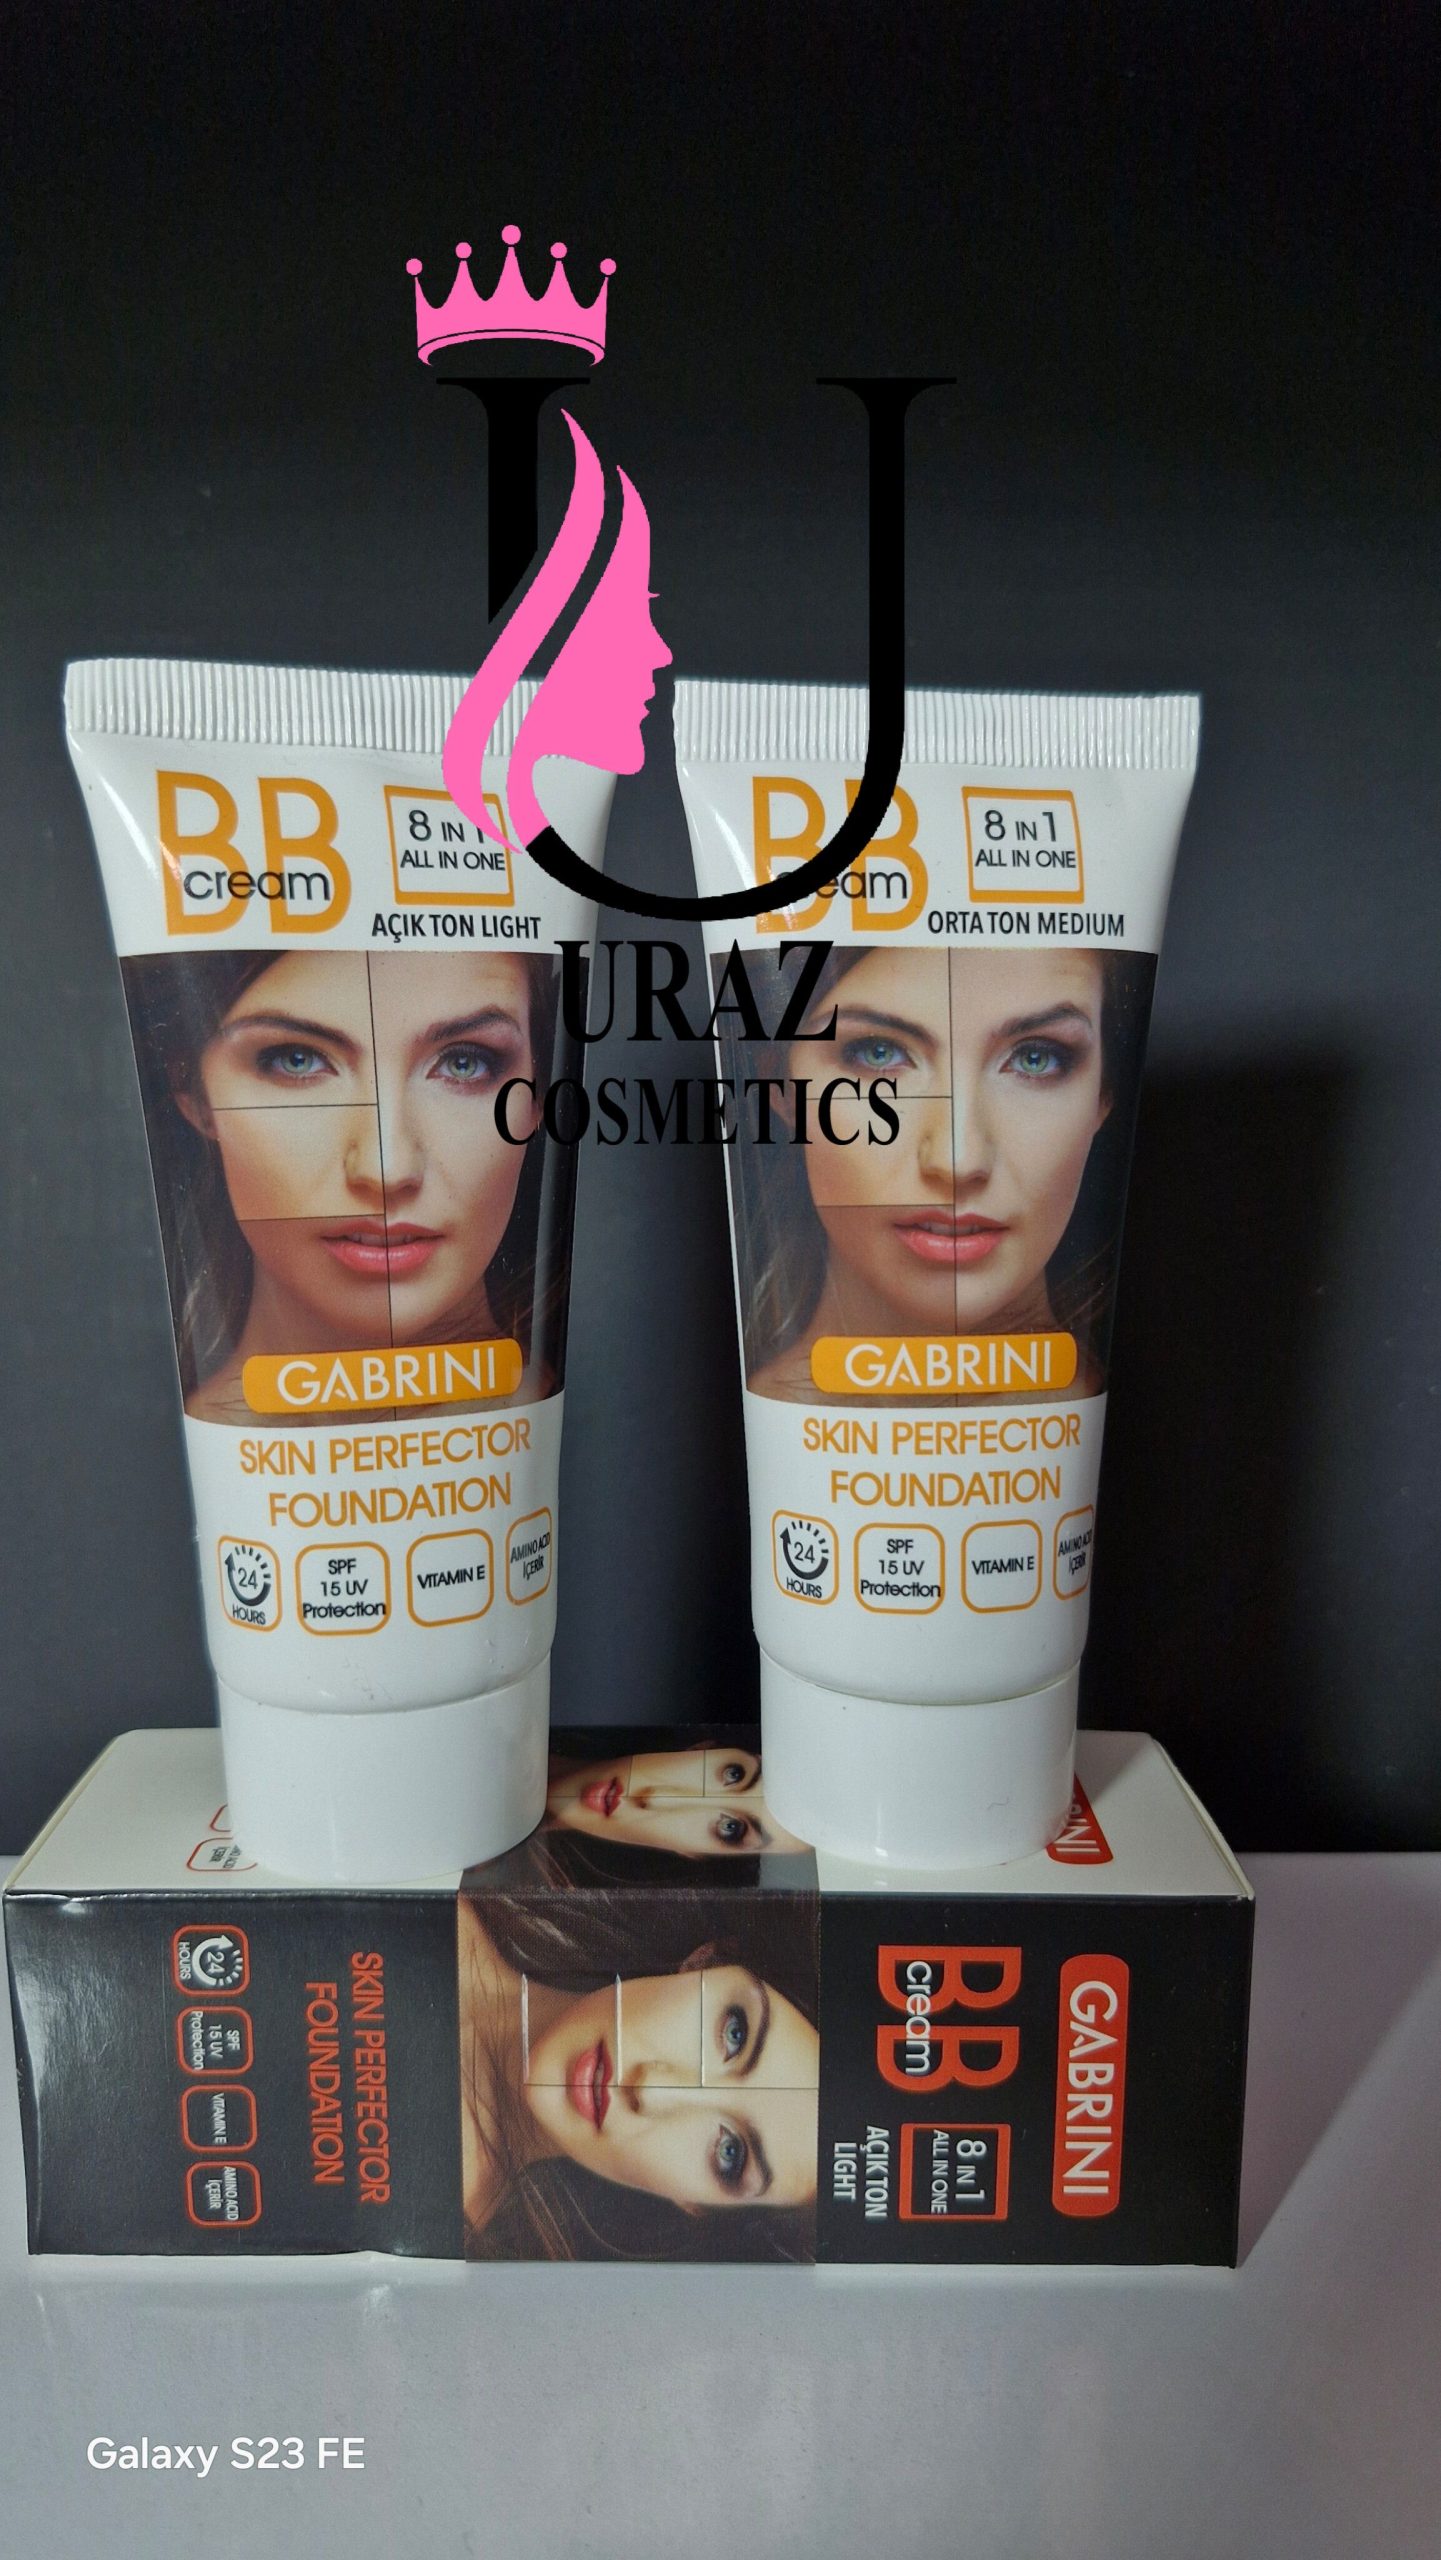 BB
cream
8 IN 1
ALL IN ONE
AÇIK TON LIGHT
GABRINI
SKIN PERFECTOR
FOUNDATION
24
HOURS
SPF
15 UV
Protection
VITAMIN E
AMINO ACID
İÇERİR
BB
cream
8 IN 1
ALL IN ONE
ORTA TON MEDIUM
GABRINI
SKIN PERFECTOR
FOUNDATION
24
HOURS
SPF
15 UV
Protection
VITAMIN E
AMINO ACID
İÇERİR
URAZ
COSMETICS
GABRINI
BB
cream
8 IN 1
ALL IN ONE
AÇIK TON
LIGHT
SKIN PERFECTOR
FOUNDATION
24
HOURS
SPF
15 UV
Protection
VITAMIN E
AMINO ACID
İÇERİR
Galaxy S23 FE